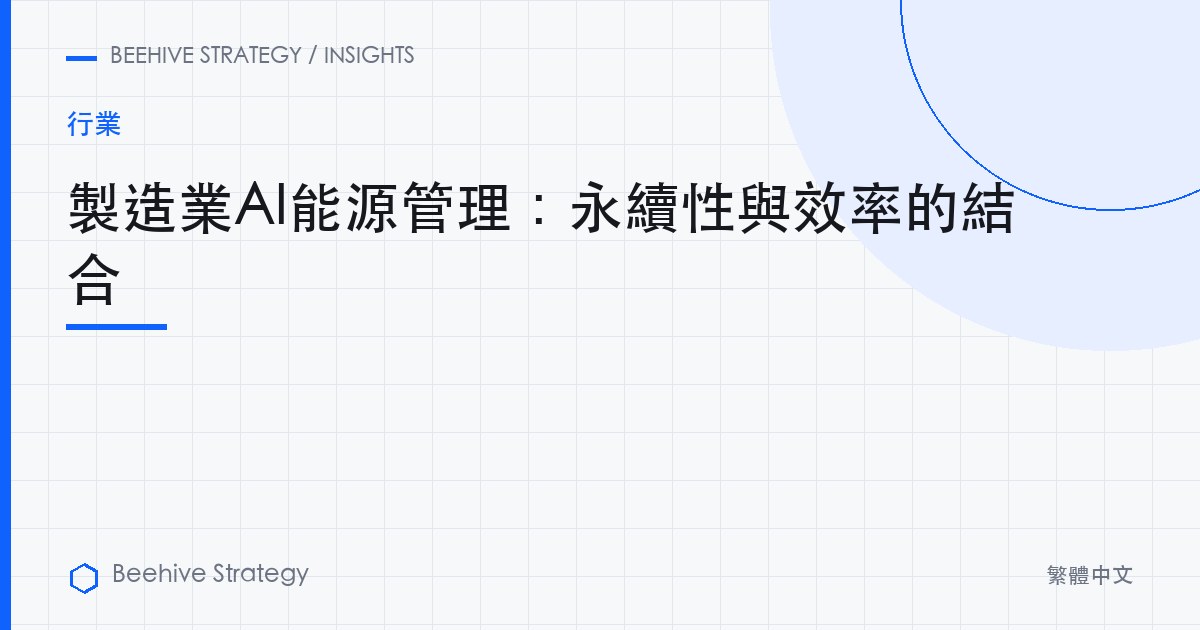 BEEHIVE STRATEGY / INSIGHTS
行業
製造業AI能源管理：永續性與效率的結
合
Beehive Strategy
繁體中文